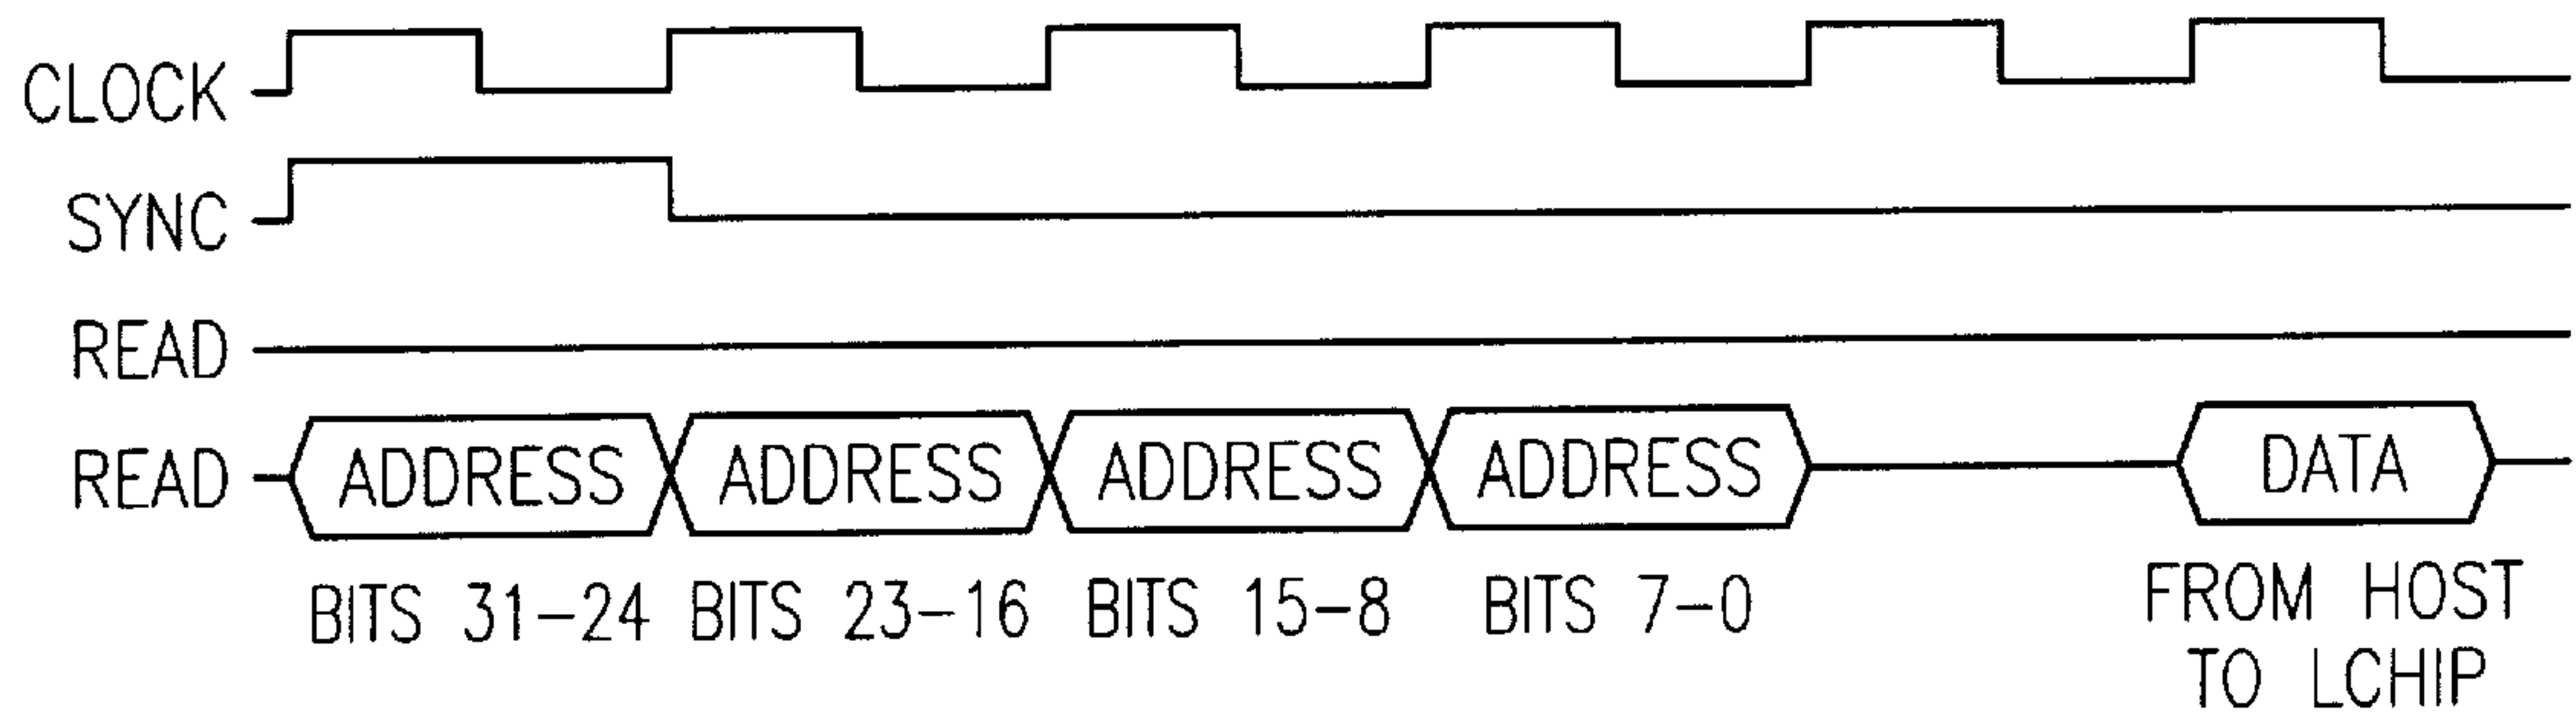 CLOCK
SYNC
READ
READ ADDRESS ADDRESS ADDRESS ADDRESS DATA
BITS 31-24 BITS 23-16 BITS 15-8 BITS 7-0 FROM HOST
TO LCHIP